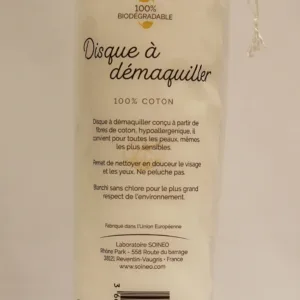 100%
BIODÉGRADABLE
Disque à
démaquiller
100% COTON
Disque à démaquiller conçu à partir de
fibres de coton, hypoallergénique, il
convient pour toutes les peaux, mêmes
les plus sensibles.
Permet de nettoyer en douceur le visage
et les yeux. Ne peluche pas.
Blanchi sans chlore pour le plus grand
respect de l'environnement.
Fabriqué dans l'Union Européenne
Laboratoire SOINEO
Rhône Park - 558 Route du barrage
38121 Reventin-Vaugris - France
www.soineo.com